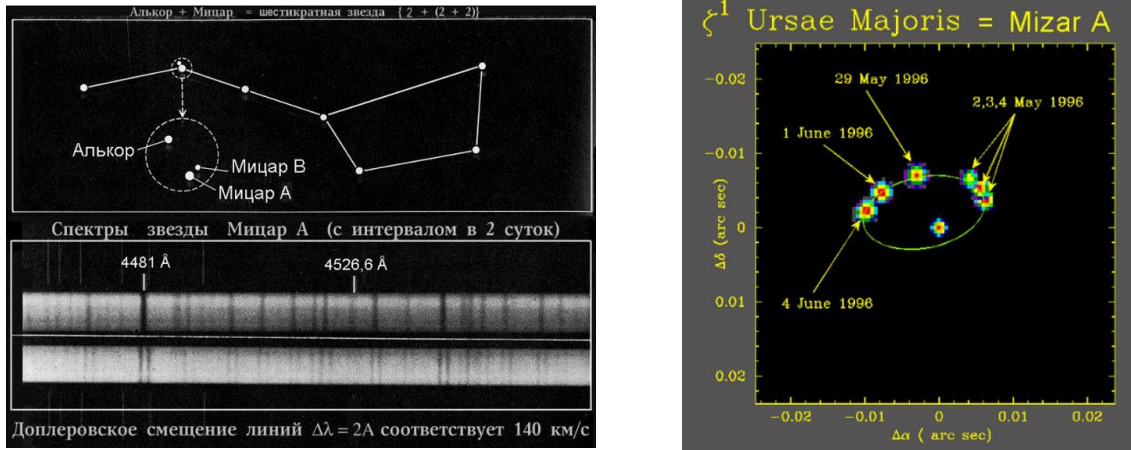 Алькор + Мицар = шестикратная звезда { 2 + (2 + 2)}
Алькор
Мицар B
Мицар A
Спектры звезды Мицар А (с интервалом в 2 суток)
4481 Å
4526,6 Å
Доплеровское смещение линий Δλ = 2А соответствует 140 км/с
ζ¹ Ursae Majoris = Mizar A
29 May 1996
2,3,4 May 1996
1 June 1996
4 June 1996
Δδ (arc sec)
−0.02
−0.01
0
0.01
0.02
−0.02
−0.01
0
0.01
0.02
Δα ( arc sec)